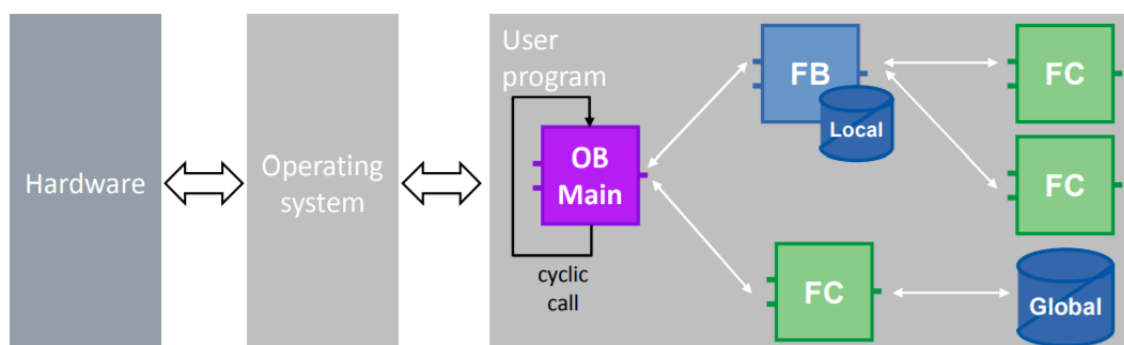 Hardware
Operating
system
User
program
OB
Main
cyclic
call
FB
Local
FC
FC
FC
Global